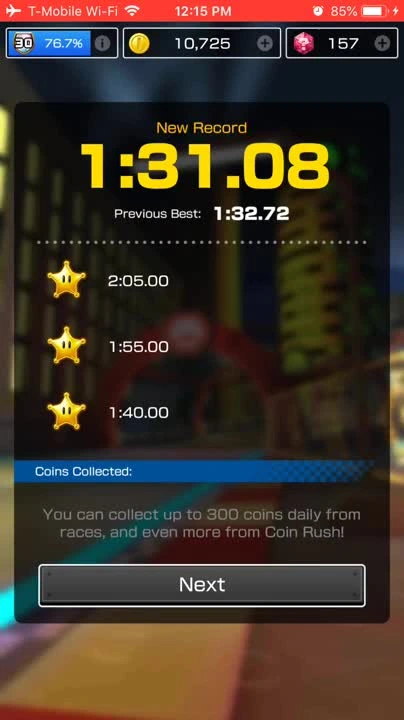 T-Mobile Wi-Fi 12:15 PM 85%
30 76.7% i 10,725 + 157 +
New Record
1:31.08
Previous Best: 1:32.72
2:05.00
1:55.00
1:40.00
Coins Collected:
You can collect up to 300 coins daily from
races, and even more from Coin Rush!
Next